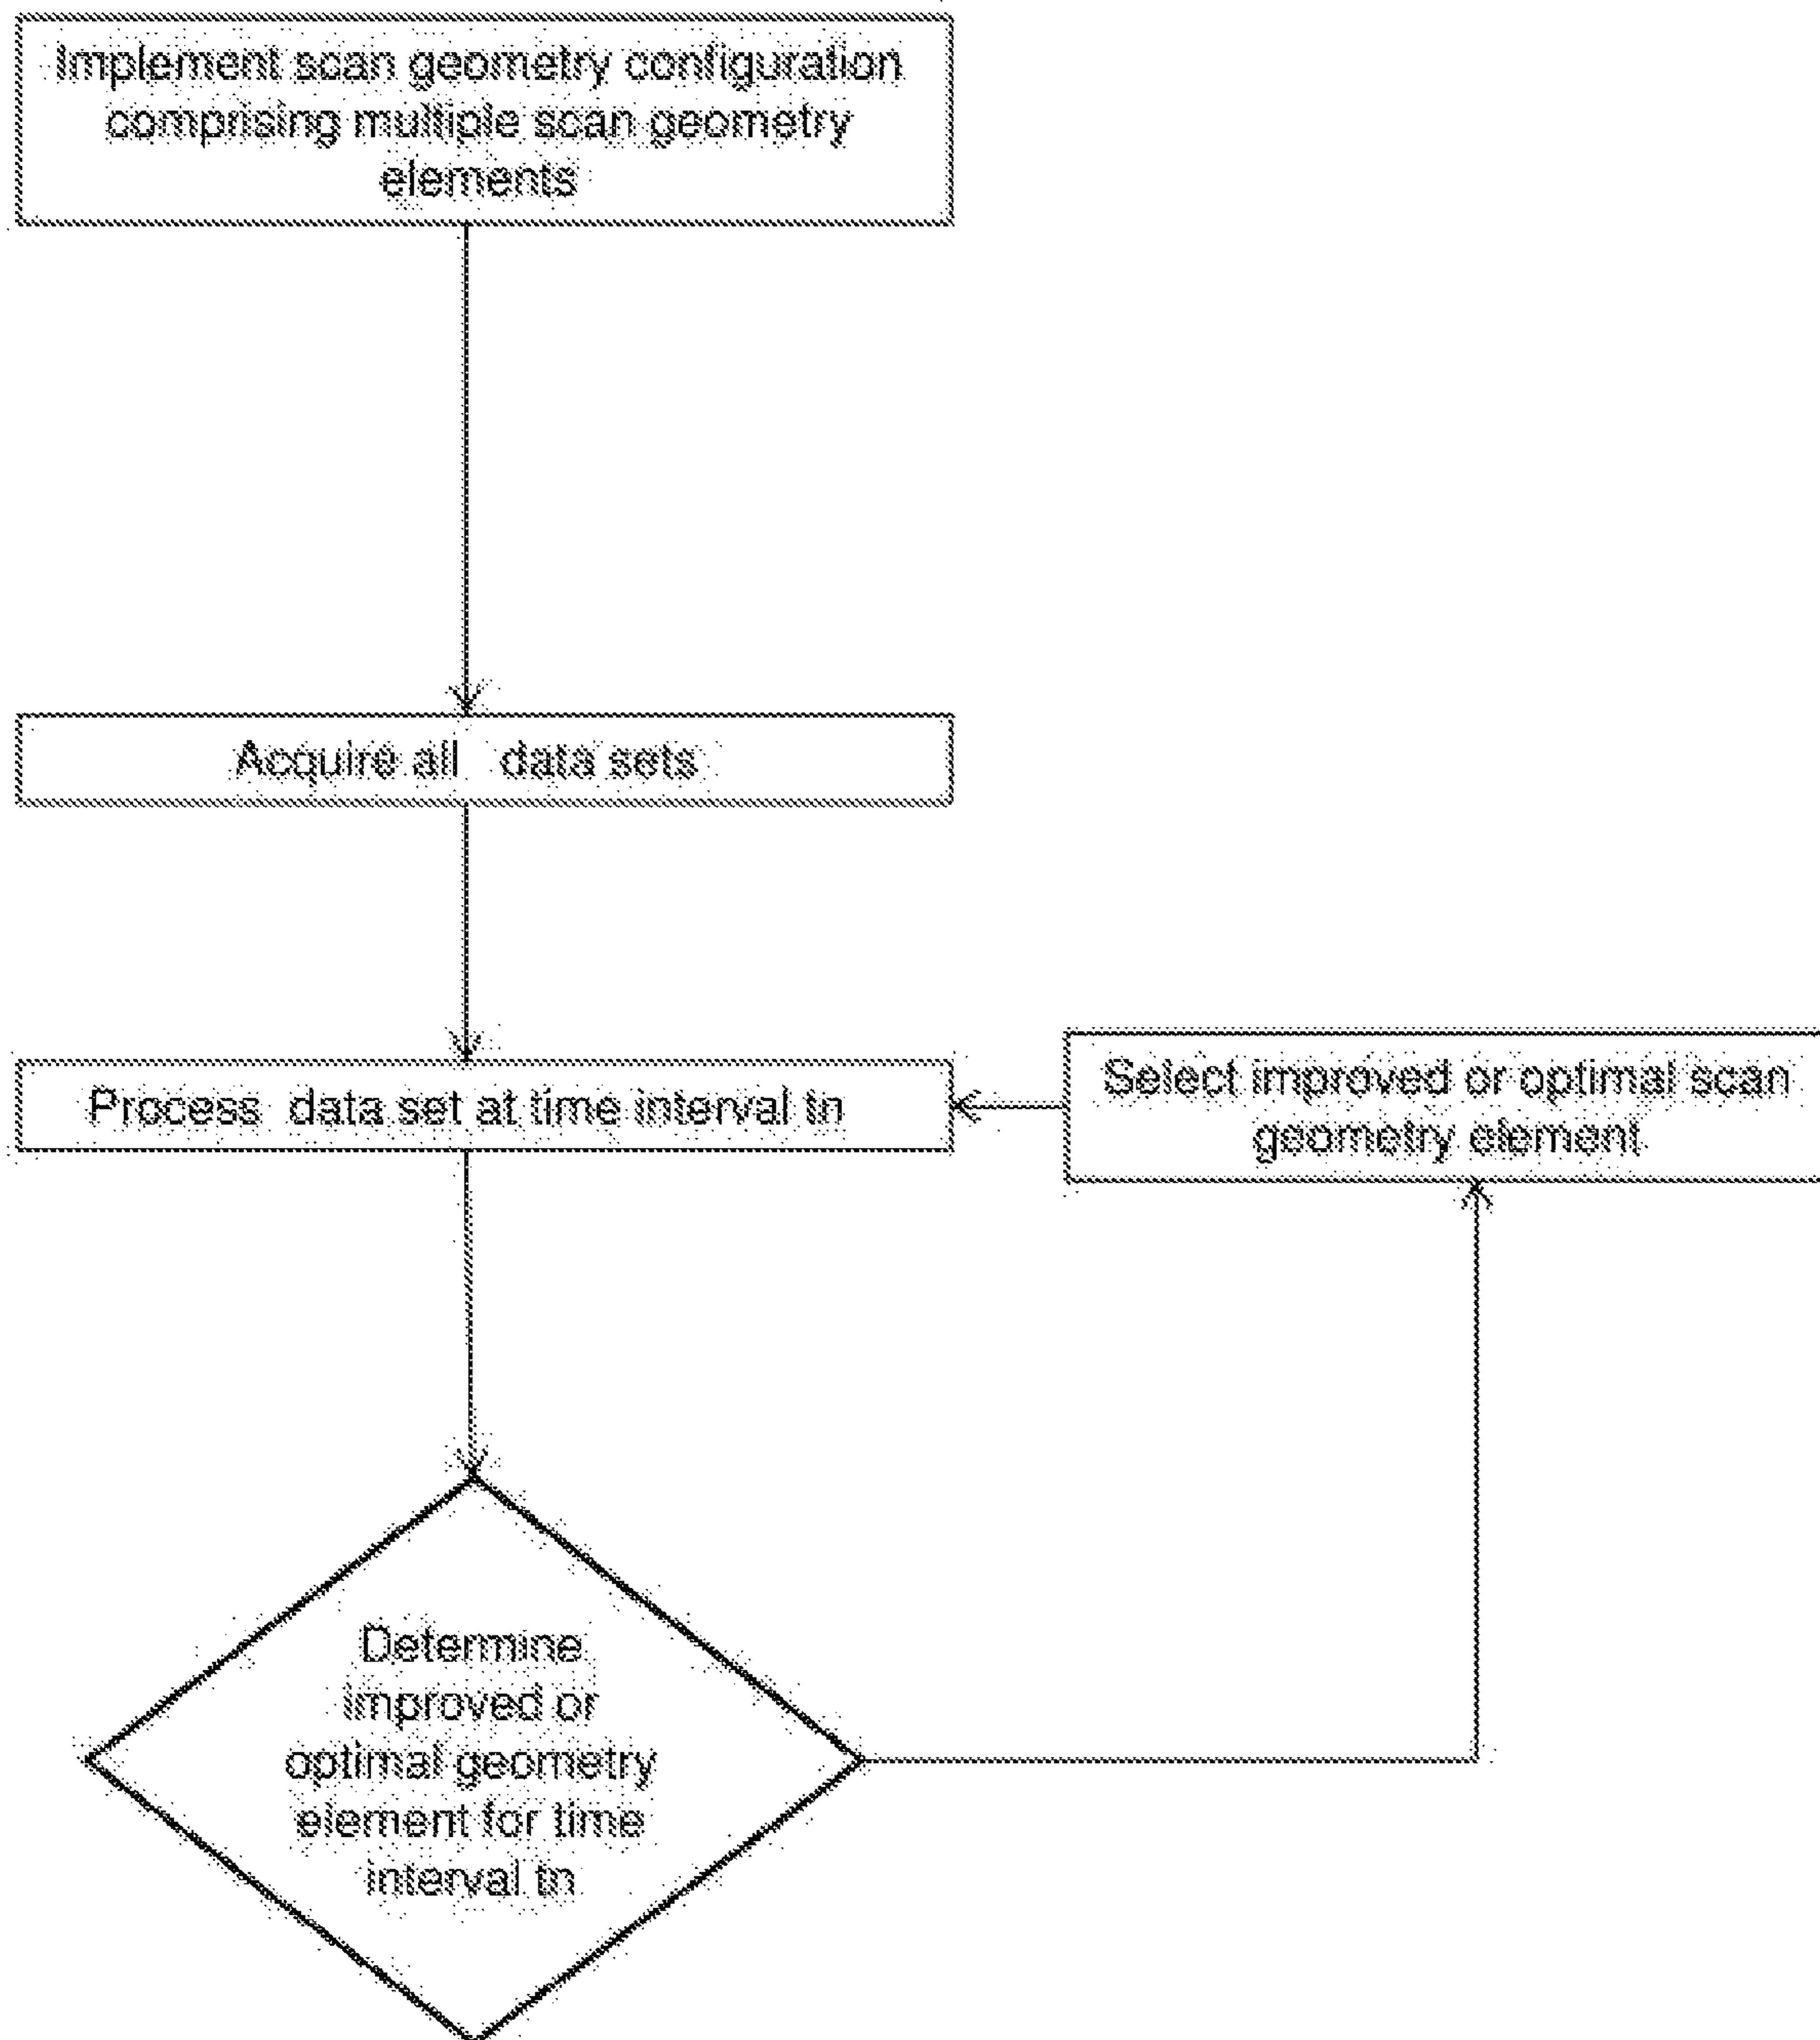 Implement scan geometry configuration
comprising multiple scan geometry
elements
Acquire all data sets
Process data set at time interval tn
Select improved or optimal scan
geometry element
Determine
improved or
optimal geometry
element for time
interval tn